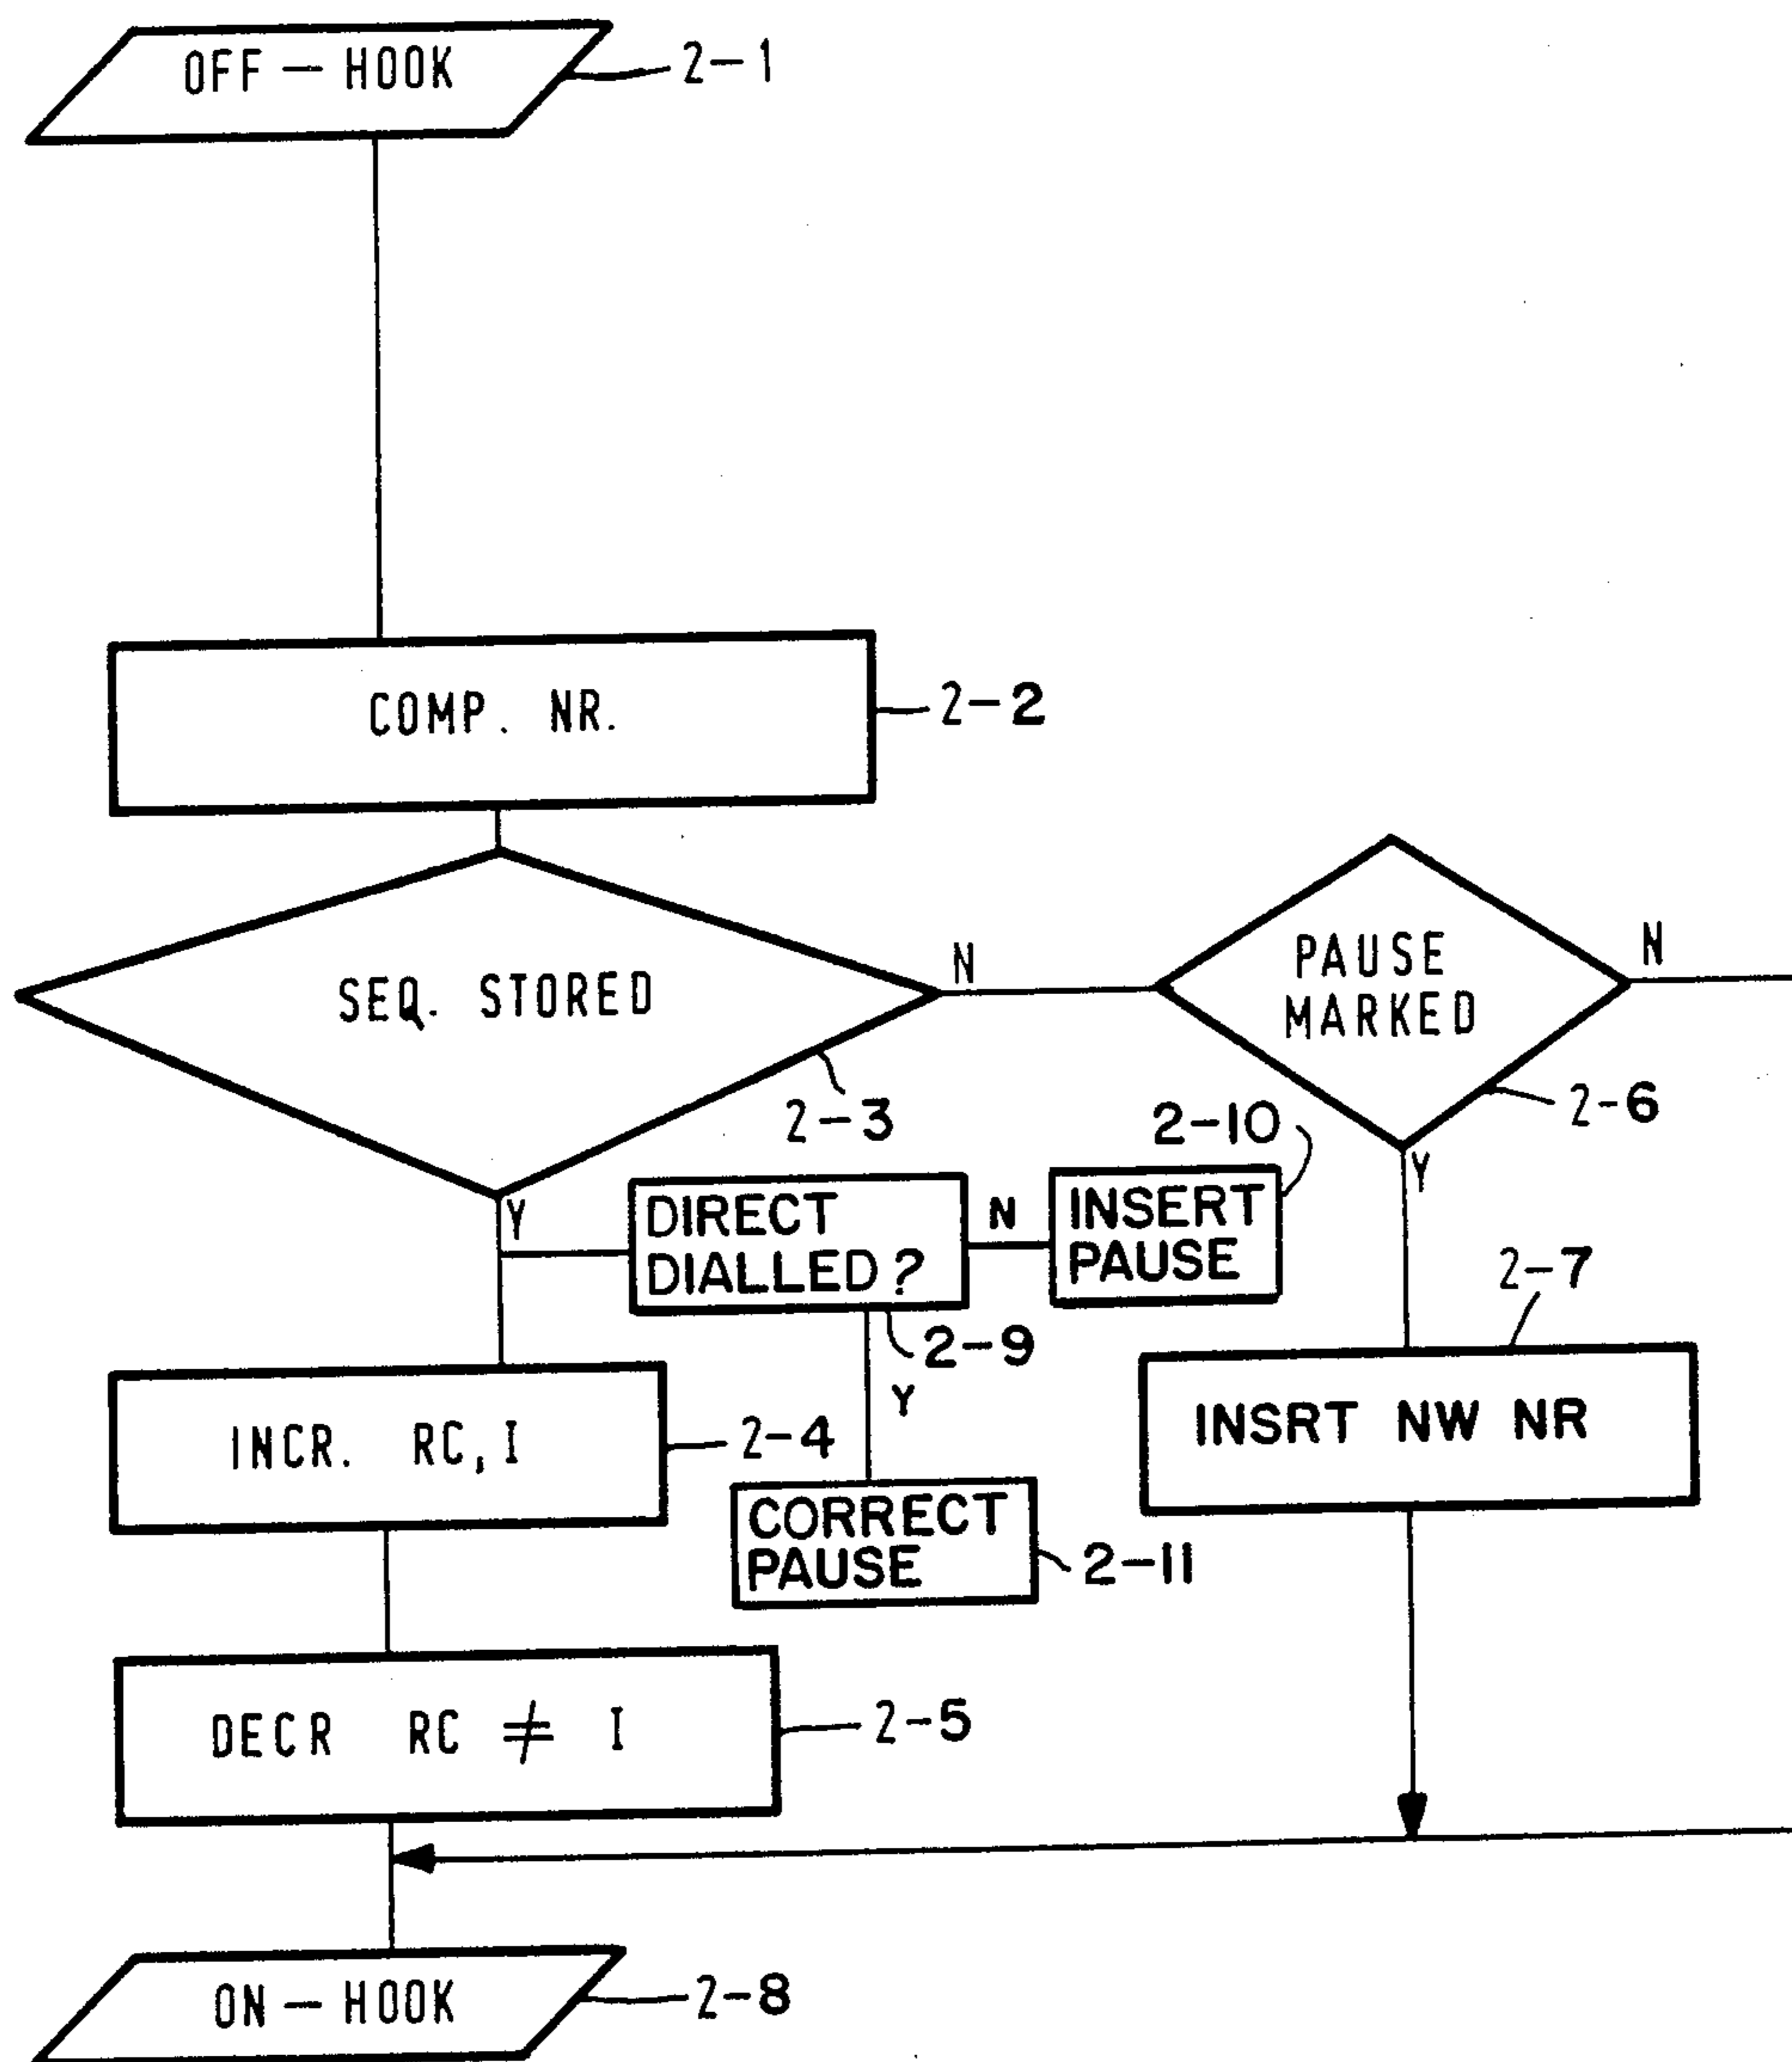 OFF — HOOK
2-1
COMP. NR.
2-2
SEQ. STORED
N
2-3
Y
PAUSE
MARKED
N
2-6
Y
DIRECT
DIALLED ?
2-9
N
Y
2-10
INSERT
PAUSE
2-7
INSRT NW NR
INCR. RC, I
2-4
CORRECT
PAUSE
2-11
DECR RC ≠ I
2-5
ON — HOOK
2-8